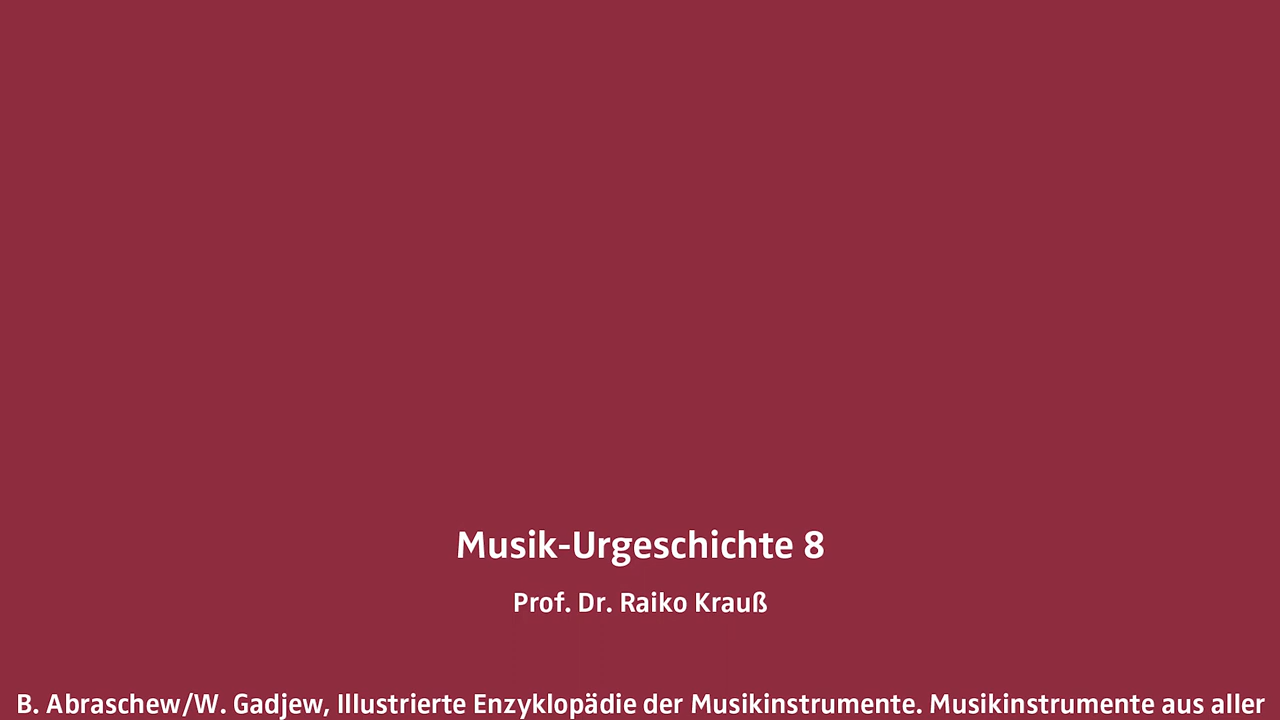 Musik-Urgeschichte 8
Prof. Dr. Raiko Krauß
B. Abraschew/W. Gadjew, Illustrierte Enzyklopädie der Musikinstrumente. Musikinstrumente aus aller